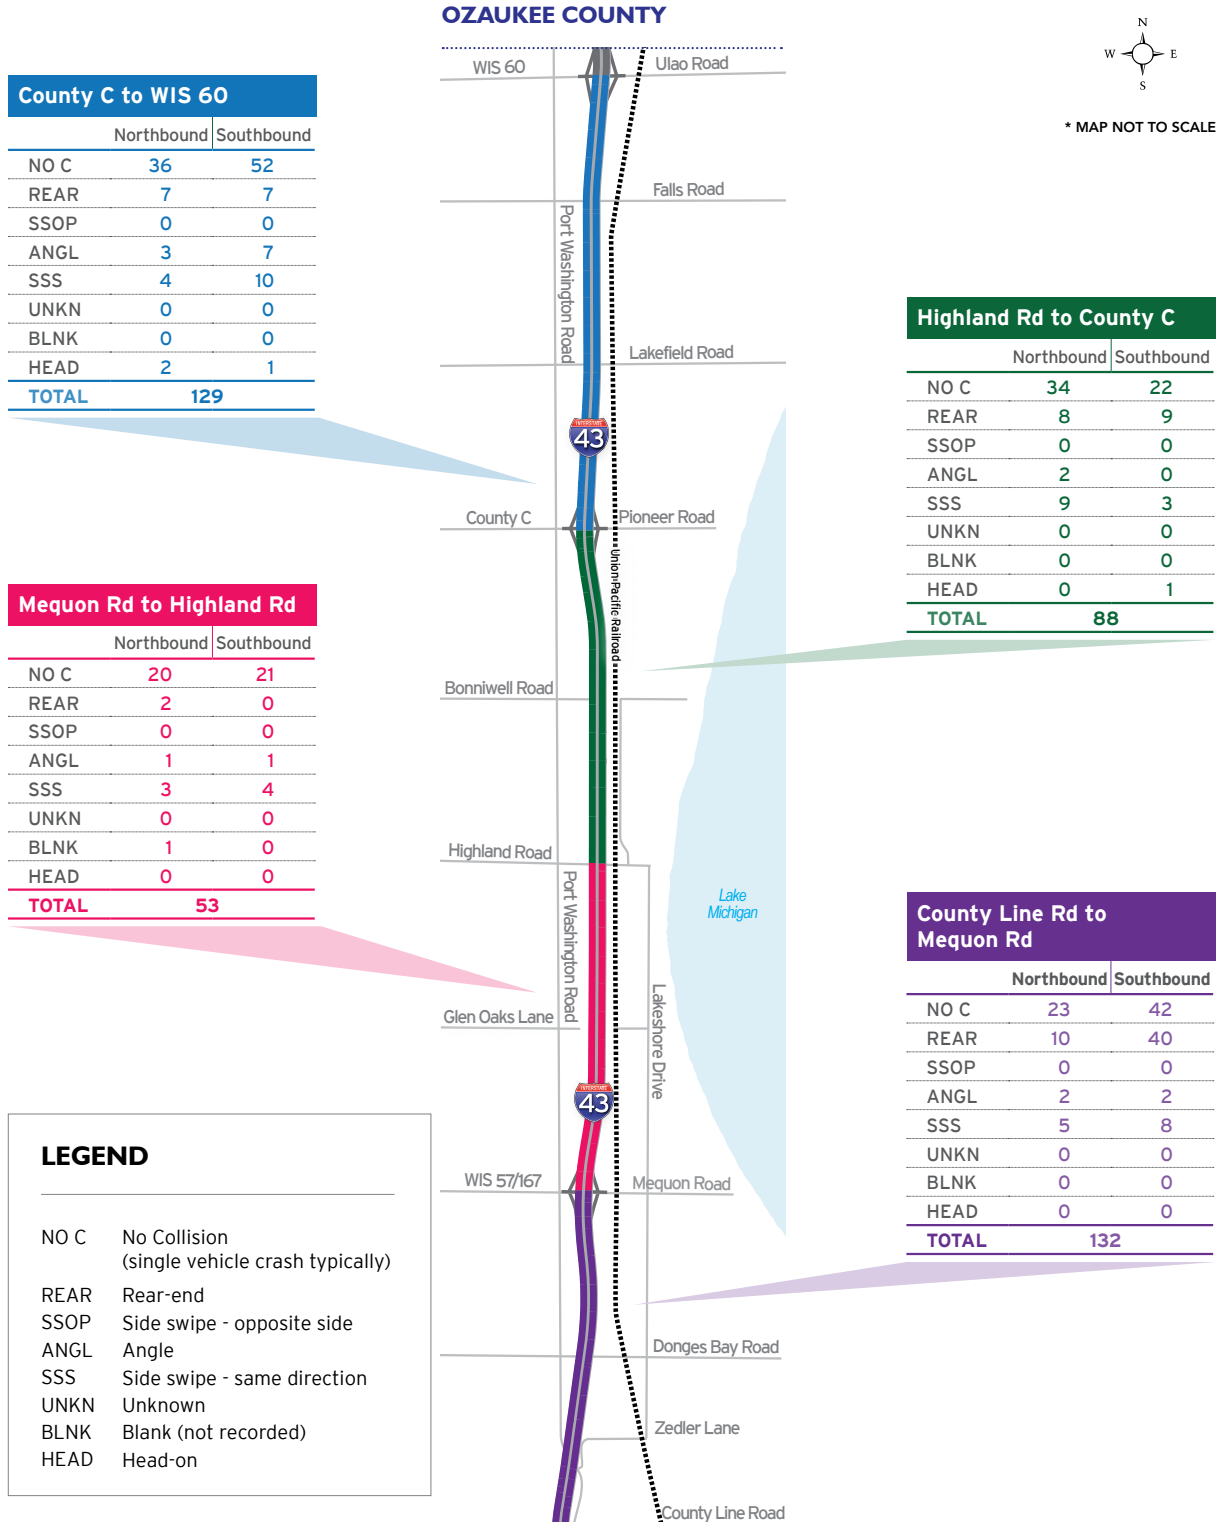 OZAUKEE COUNTY
N
W E
S
* MAP NOT TO SCALE
WIS 60
Ulao Road
Falls Road
Port Washington Road
Lakefield Road
INTERSTATE
43
County C
Pioneer Road
Union Pacific Railroad
Bonniwell Road
Highland Road
Port Washington Road
Lake
Michigan
Glen Oaks Lane
Lakeshore Drive
INTERSTATE
43
WIS 57/167
Mequon Road
Donges Bay Road
Zedler Lane
County Line Road
County C to WIS 60
Northbound Southbound
NO C 36 52
REAR 7 7
SSOP 0 0
ANGL 3 7
SSS 4 10
UNKN 0 0
BLNK 0 0
HEAD 2 1
TOTAL 129
Highland Rd to County C
Northbound Southbound
NO C 34 22
REAR 8 9
SSOP 0 0
ANGL 2 0
SSS 9 3
UNKN 0 0
BLNK 0 0
HEAD 0 1
TOTAL 88
Mequon Rd to Highland Rd
Northbound Southbound
NO C 20 21
REAR 2 0
SSOP 0 0
ANGL 1 1
SSS 3 4
UNKN 0 0
BLNK 1 0
HEAD 0 0
TOTAL 53
County Line Rd to
Mequon Rd
Northbound Southbound
NO C 23 42
REAR 10 40
SSOP 0 0
ANGL 2 2
SSS 5 8
UNKN 0 0
BLNK 0 0
HEAD 0 0
TOTAL 132
LEGEND
NO C No Collision
(single vehicle crash typically)
REAR Rear-end
SSOP Side swipe - opposite side
ANGL Angle
SSS Side swipe - same direction
UNKN Unknown
BLNK Blank (not recorded)
HEAD Head-on